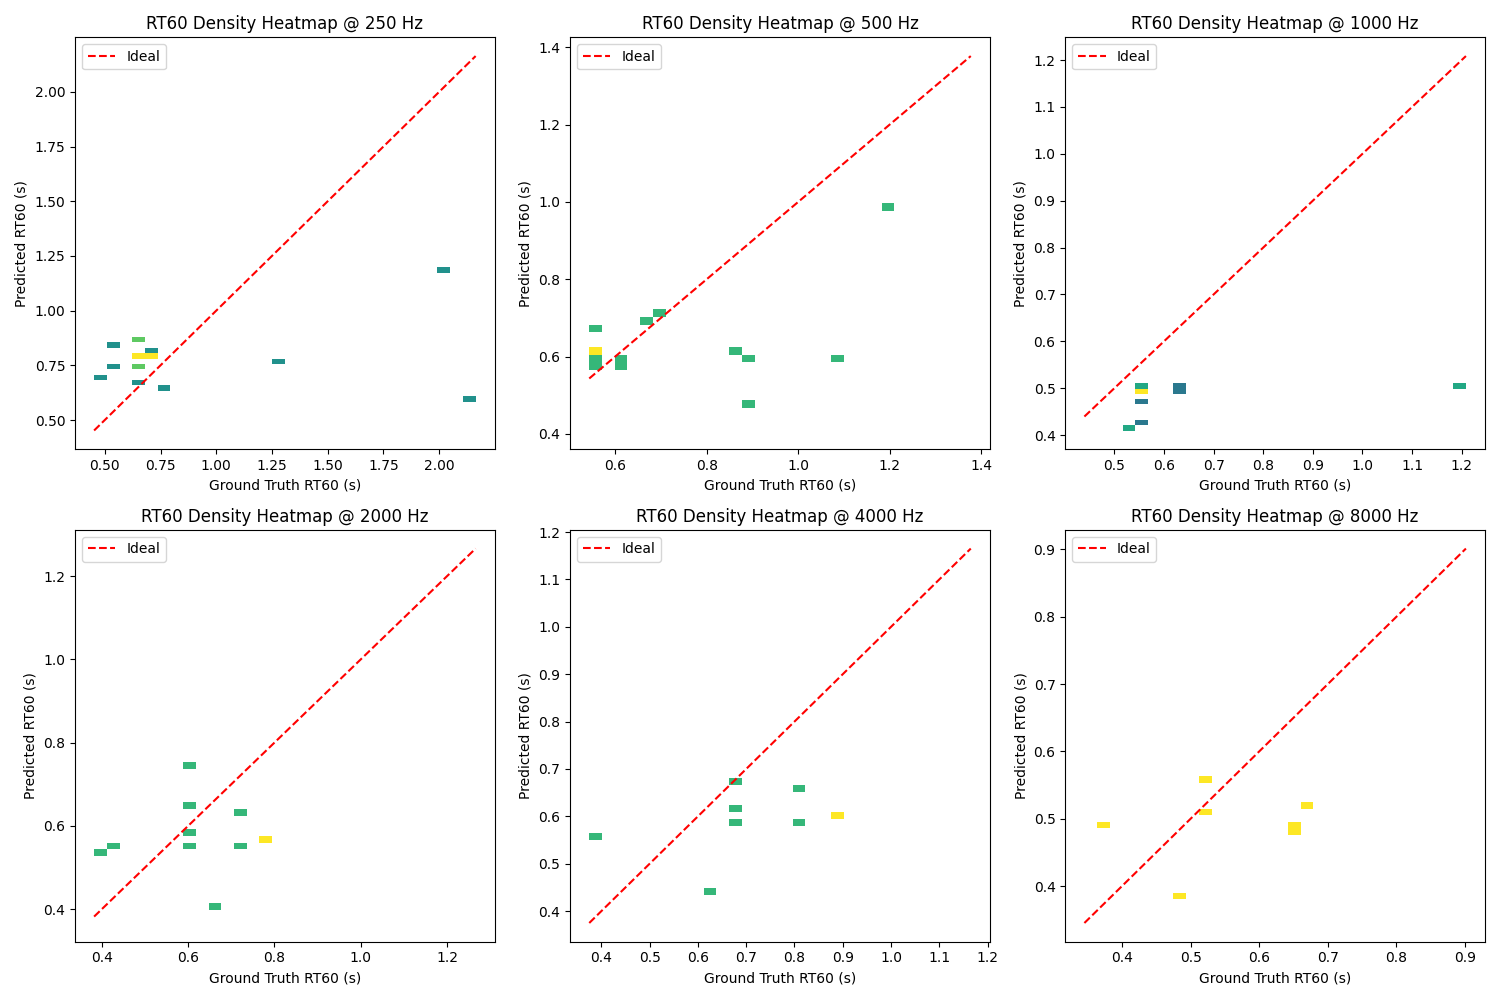 RT60 Density Heatmap @ 250 Hz
Ideal
2.00
1.75
1.50
1.25
1.00
0.75
0.50
Predicted RT60 (s)
0.50 0.75 1.00 1.25 1.50 1.75 2.00
Ground Truth RT60 (s)
RT60 Density Heatmap @ 500 Hz
Ideal
1.4
1.2
1.0
0.8
0.6
0.4
Predicted RT60 (s)
0.6 0.8 1.0 1.2 1.4
Ground Truth RT60 (s)
RT60 Density Heatmap @ 1000 Hz
Ideal
1.2
1.1
1.0
0.9
0.8
0.7
0.6
0.5
0.4
Predicted RT60 (s)
0.5 0.6 0.7 0.8 0.9 1.0 1.1 1.2
Ground Truth RT60 (s)
RT60 Density Heatmap @ 2000 Hz
Ideal
1.2
1.0
0.8
0.6
0.4
Predicted RT60 (s)
0.4 0.6 0.8 1.0 1.2
Ground Truth RT60 (s)
RT60 Density Heatmap @ 4000 Hz
Ideal
1.2
1.1
1.0
0.9
0.8
0.7
0.6
0.5
0.4
Predicted RT60 (s)
0.4 0.5 0.6 0.7 0.8 0.9 1.0 1.1 1.2
Ground Truth RT60 (s)
RT60 Density Heatmap @ 8000 Hz
Ideal
0.9
0.8
0.7
0.6
0.5
0.4
Predicted RT60 (s)
0.4 0.5 0.6 0.7 0.8 0.9
Ground Truth RT60 (s)